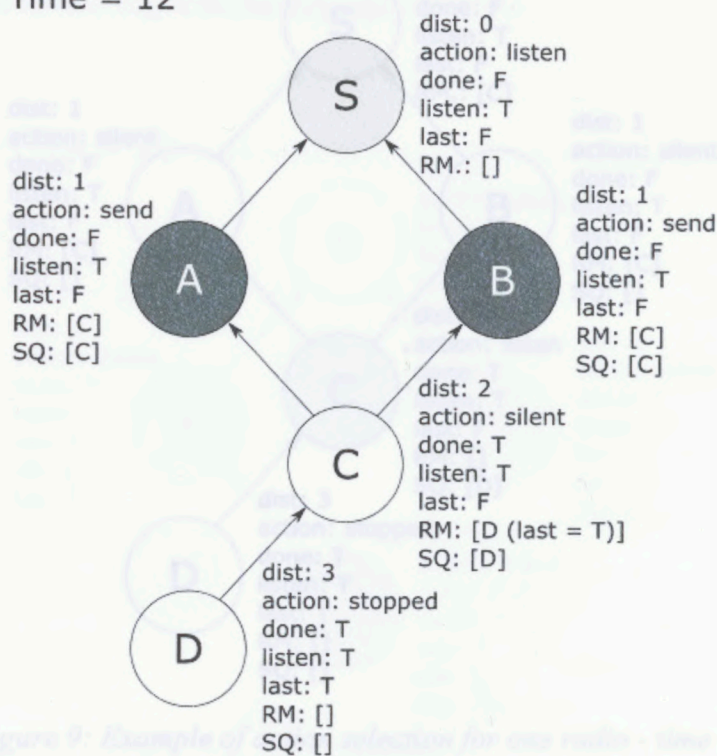 Time = 12
S
dist: 0
action: listen
done: F
listen: T
last: F
RM.: []
A
dist: 1
action: send
done: F
listen: T
last: F
RM: [C]
SQ: [C]
B
dist: 1
action: send
done: F
listen: T
last: F
RM: [C]
SQ: [C]
C
dist: 2
action: silent
done: T
listen: T
last: F
RM: [D (last = T)]
SQ: [D]
D
dist: 3
action: stopped
done: T
listen: T
last: T
RM: []
SQ: []